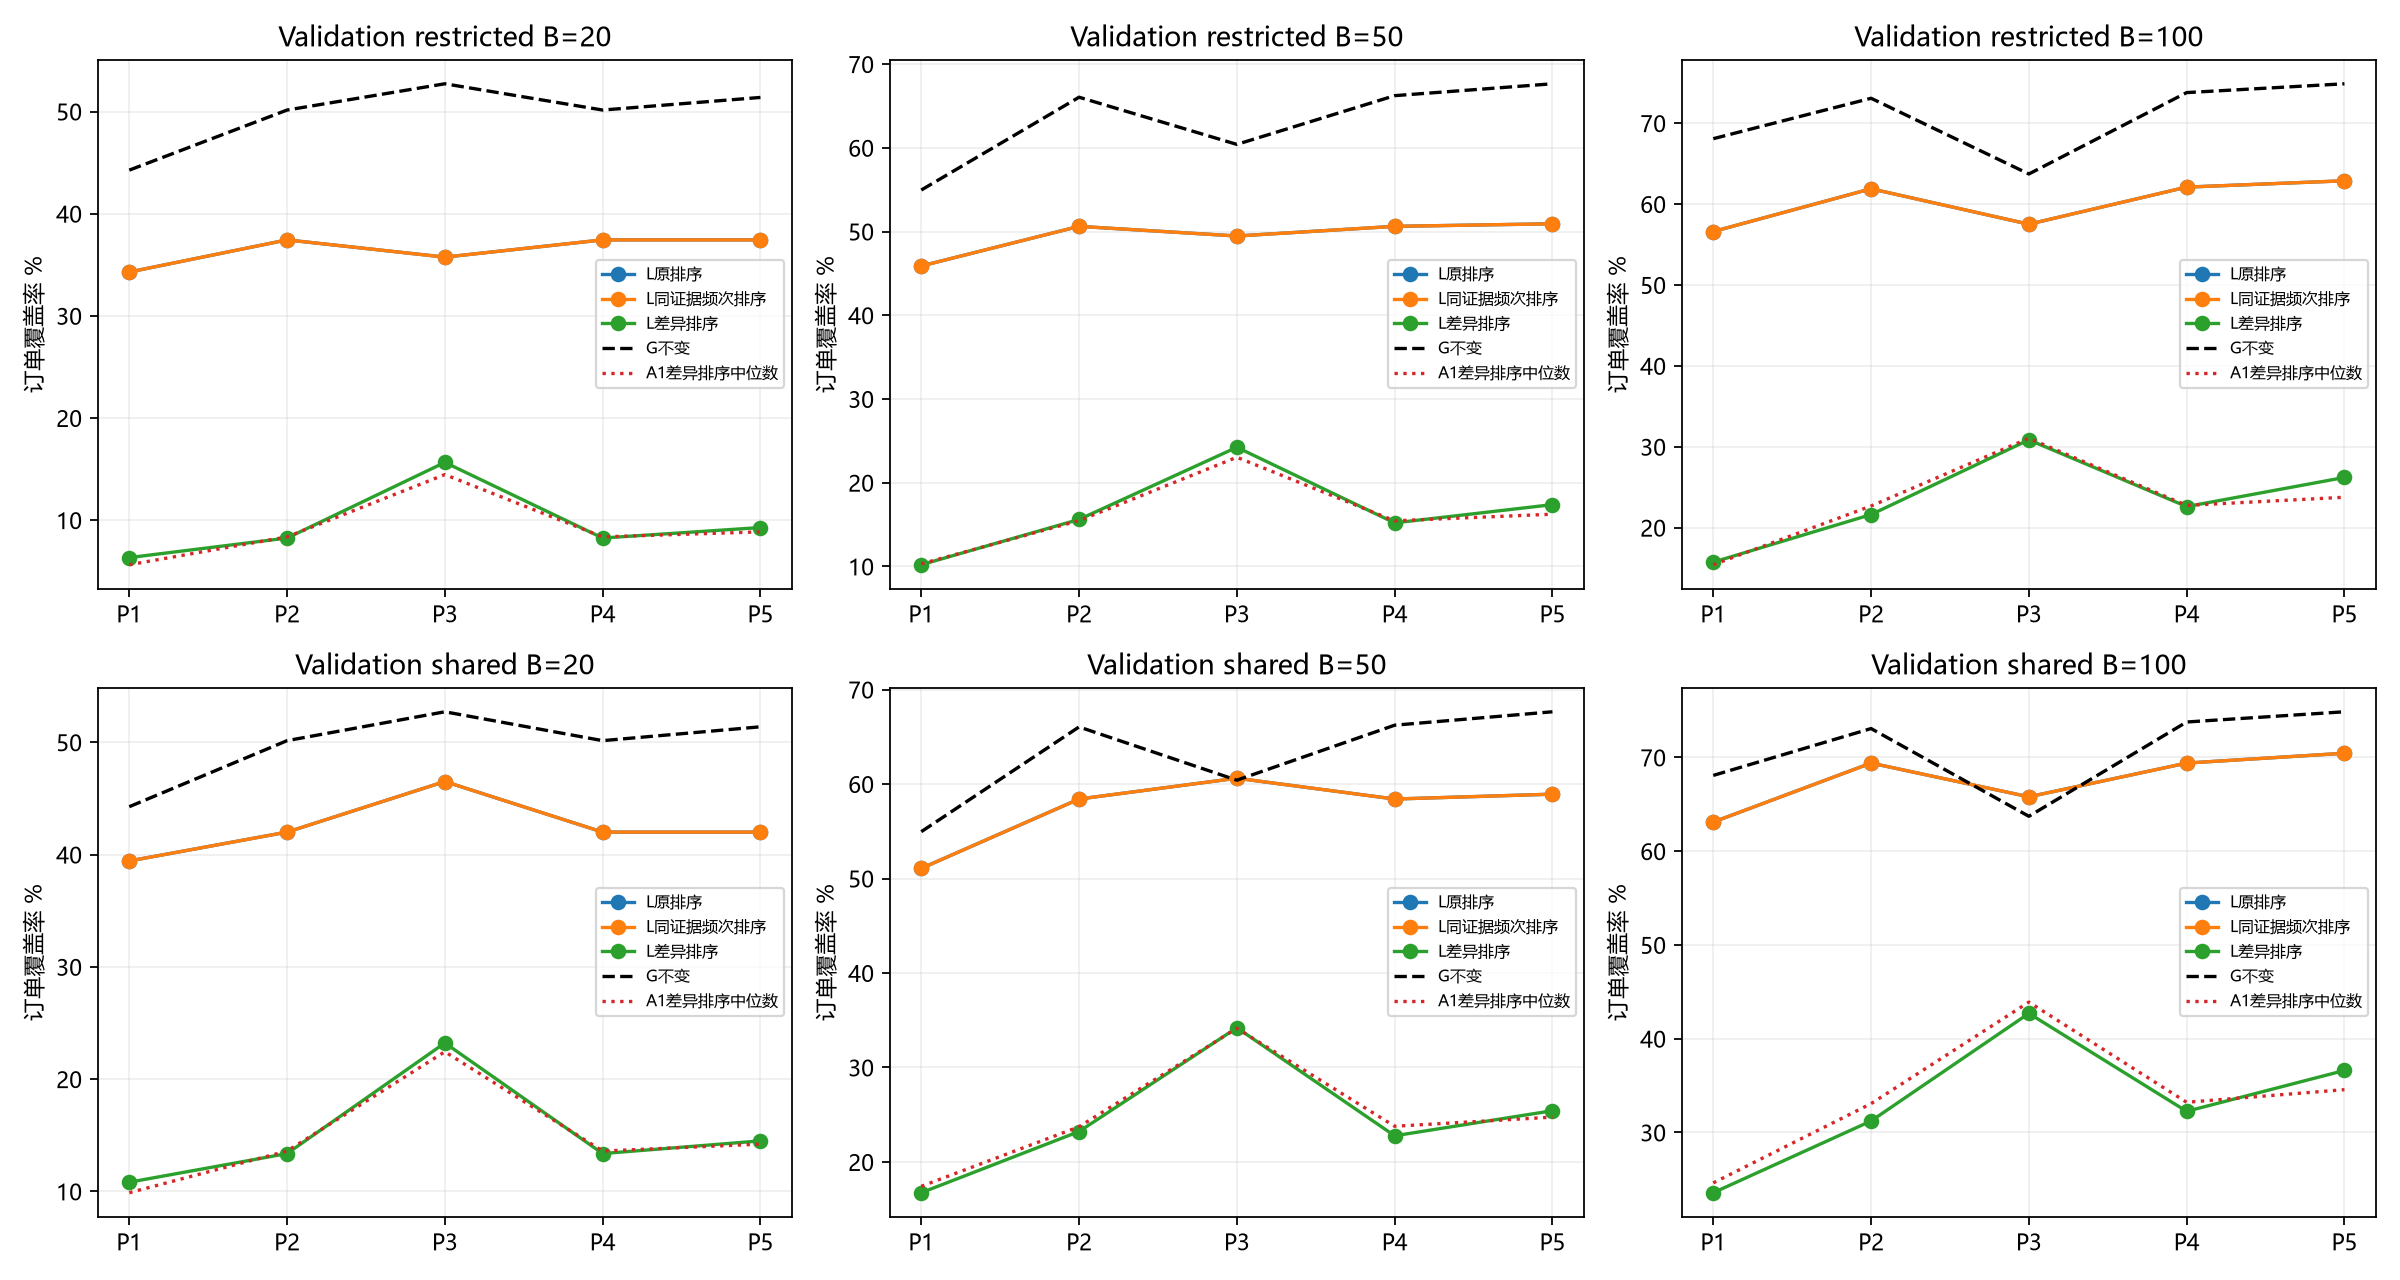 Validation restricted B=20
订单覆盖率 %
50
40
30
20
10
L原排序
L同证据频次排序
L差异排序
G不变
A1差异排序中位数
P1 P2 P3 P4 P5
Validation restricted B=50
订单覆盖率 %
70
60
50
40
30
20
10
L原排序
L同证据频次排序
L差异排序
G不变
A1差异排序中位数
P1 P2 P3 P4 P5
Validation restricted B=100
订单覆盖率 %
70
60
50
40
30
20
L原排序
L同证据频次排序
L差异排序
G不变
A1差异排序中位数
P1 P2 P3 P4 P5
Validation shared B=20
订单覆盖率 %
50
40
30
20
10
L原排序
L同证据频次排序
L差异排序
G不变
A1差异排序中位数
P1 P2 P3 P4 P5
Validation shared B=50
订单覆盖率 %
70
60
50
40
30
20
L原排序
L同证据频次排序
L差异排序
G不变
A1差异排序中位数
P1 P2 P3 P4 P5
Validation shared B=100
订单覆盖率 %
70
60
50
40
30
L原排序
L同证据频次排序
L差异排序
G不变
A1差异排序中位数
P1 P2 P3 P4 P5